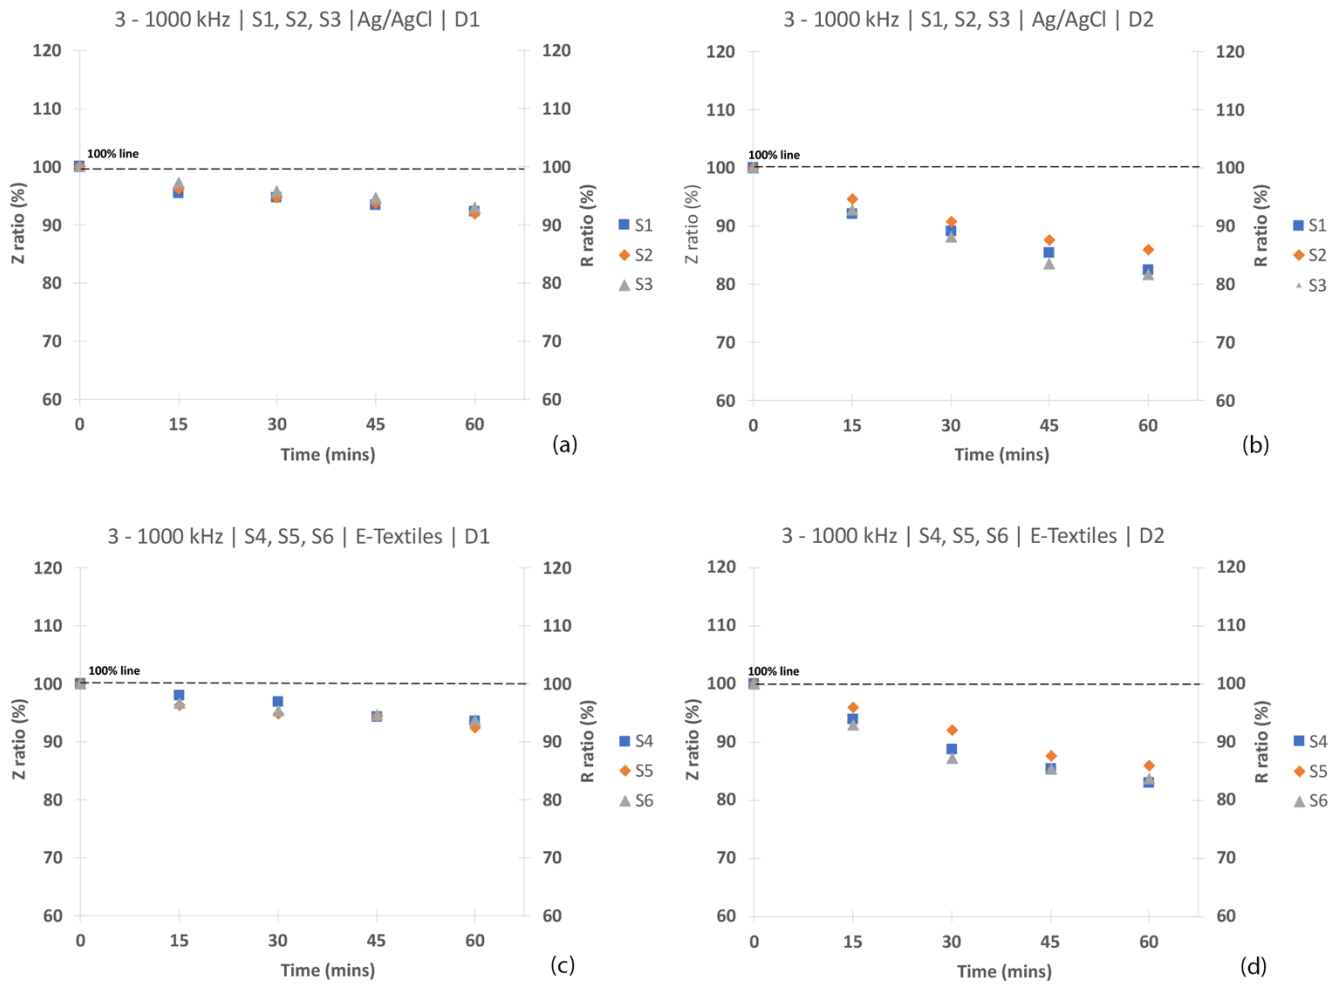 3 - 1000 kHz | S1, S2, S3 |Ag/AgCl | D1
120 120
110 110
100 100% line 100
90 90
80 80
70 70
60 60
Z ratio (%)
R ratio (%)
S1
S2
S3
0 15 30 45 60
Time (mins)
(a)
3 - 1000 kHz | S1, S2, S3 | Ag/AgCl | D2
120 120
110 110
100 100% line 100
90 90
80 80
70 70
60 60
Z ratio (%)
R ratio (%)
S1
S2
S3
0 15 30 45 60
Time (mins)
(b)
3 - 1000 kHz | S4, S5, S6 | E-Textiles | D1
120 120
110 110
100 100% line 100
90 90
80 80
70 70
60 60
Z ratio (%)
R ratio (%)
S4
S5
S6
0 15 30 45 60
Time (mins)
(c)
3 - 1000 kHz | S4, S5, S6 | E-Textiles | D2
120 120
110 110
100 100% line 100
90 90
80 80
70 70
60 60
Z ratio (%)
R ratio (%)
S4
S5
S6
0 15 30 45 60
Time (mins)
(d)